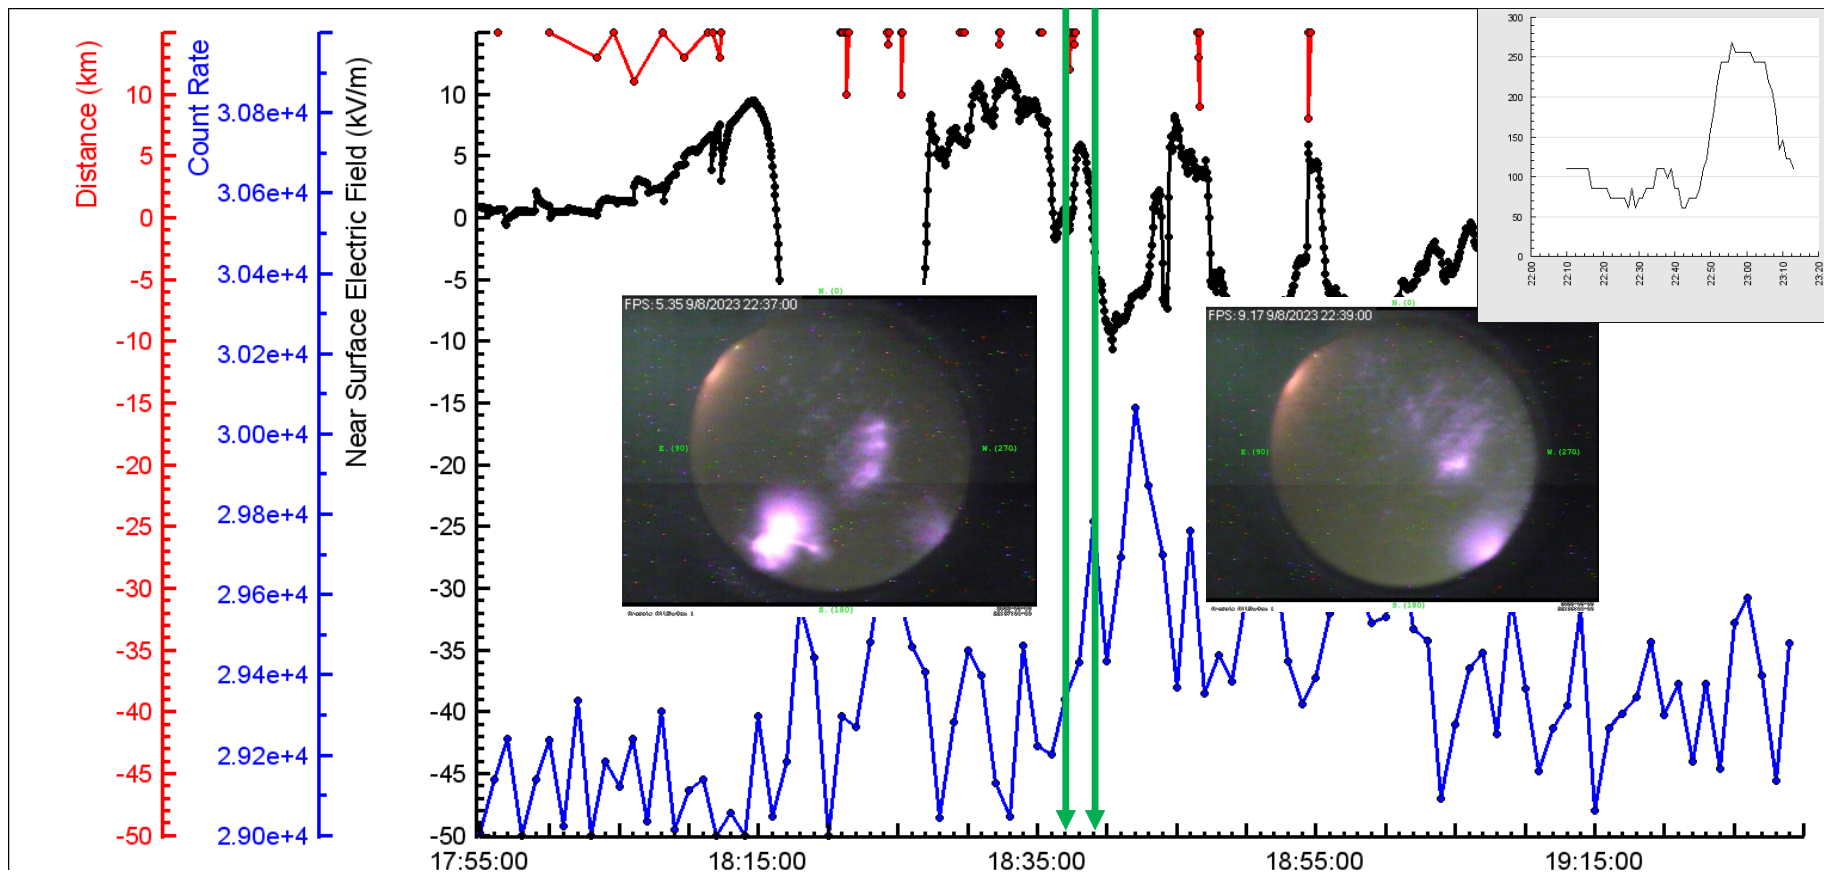 Distance (km)
10
5
0
-5
-10
-15
-20
-25
-30
-35
-40
-45
-50
Count Rate
3.08e+4
3.06e+4
3.04e+4
3.02e+4
3.00e+4
2.98e+4
2.96e+4
2.94e+4
2.92e+4
2.90e+4
Near Surface Electric Field (kV/m)
10
5
0
-5
-10
-15
-20
-25
-30
-35
-40
-45
-50
17:55:00
18:15:00
18:35:00
18:55:00
19:15:00
N.(0)
FPS: 5.35 9/8/2023 22:37:00
E.(90)
W.(270)
S.(180)
N.(0)
FPS: 9.17 9/8/2023 22:39:00
E.(90)
W.(270)
S.(180)
300
250
200
150
100
50
0
22:00
22:10
22:20
22:30
22:40
22:50
23:00
23:10
23:20